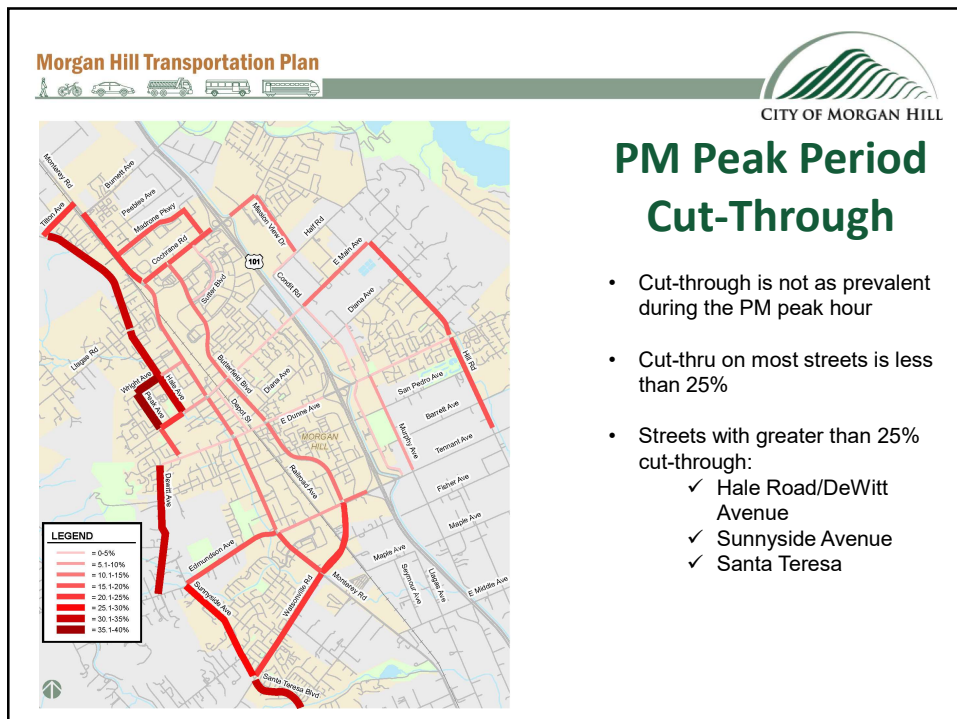 Morgan Hill Transportation Plan
CITY OF MORGAN HILL
PM Peak Period
Cut-Through
• Cut-through is not as prevalent
during the PM peak hour
• Cut-thru on most streets is less
than 25%
• Streets with greater than 25%
cut-through:
✓ Hale Road/DeWitt
Avenue
✓ Sunnyside Avenue
✓ Santa Teresa
Monterey Rd
Burnett Ave
Tilton Ave
Peebles Ave
Madrone Pkwy
Mission View Dr
Half Rd
Cochrane Rd
E Main Ave
101
Sutter Blvd
Condit Rd
Diana Ave
Llagas Rd
Wright Ave
Hale Ave
Peak Ave
Butterfield Blvd
Diana Ave
Hill Rd
San Pedro Ave
Depot St
E Dunne Ave
Barrett Ave
MORGAN
HILL
Murphy Ave
Tennant Ave
Dewitt Ave
Railroad Ave
Fisher Ave
Maple Ave
Edmundson Ave
Maple Ave
Sunnyside Ave
Watsonville Rd
Monterey Rd
Seymour Ave
Llagas Ave
E Middle Ave
Santa Teresa Blvd
LEGEND
= 0-5%
= 5.1-10%
= 10.1-15%
= 15.1-20%
= 20.1-25%
= 25.1-30%
= 30.1-35%
= 35.1-40%